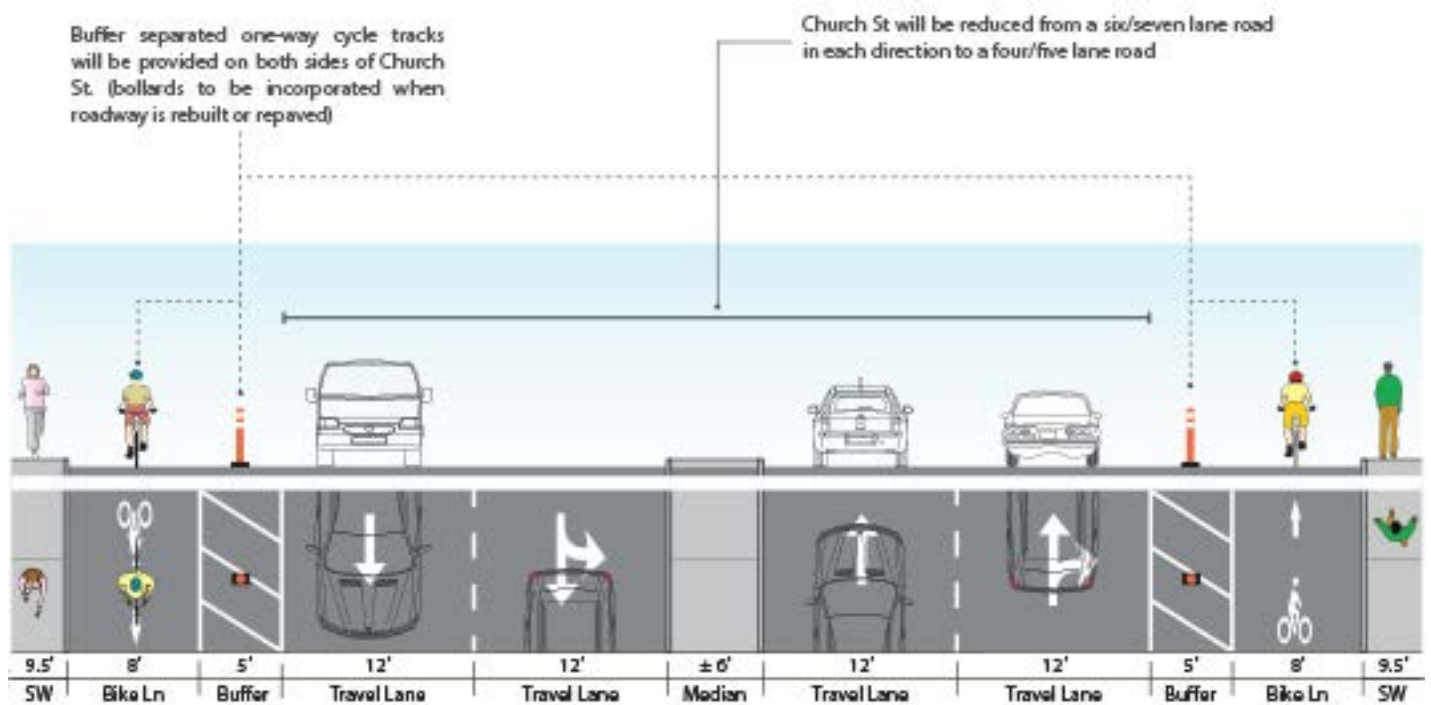 Buffer separated one-way cycle tracks
will be provided on both sides of Church
St. (bollards to be incorporated when
roadway is rebuilt or repaved)
Church St will be reduced from a six/seven lane road
in each direction to a four/five lane road
9.5' 8' 5' 12' 12' ± 6' 12' 12' 5' 8' 9.5'
SW Bike Ln Buffer Travel Lane Travel Lane Median Travel Lane Travel Lane Buffer Bike Ln SW